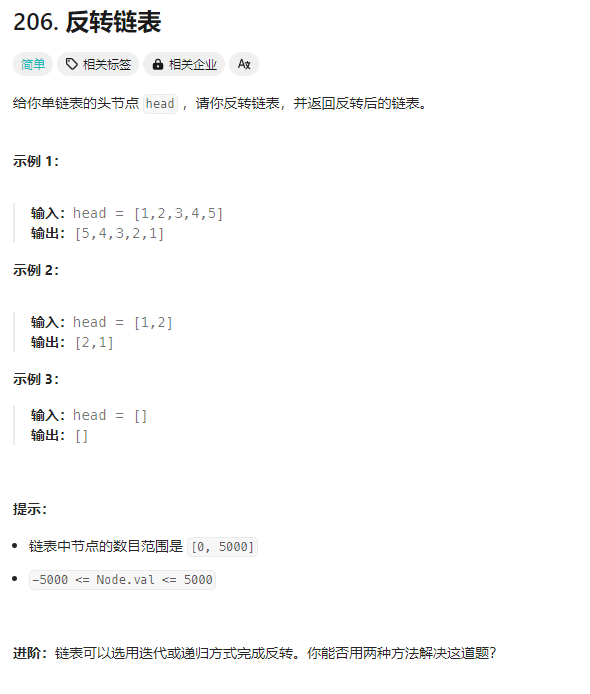 206. 反转链表
简单 相关标签 相关企业 Aあ
给你单链表的头节点 head ，请你反转链表，并返回反转后的链表。
示例 1：
输入：head = [1,2,3,4,5]
输出：[5,4,3,2,1]
示例 2：
输入：head = [1,2]
输出：[2,1]
示例 3：
输入：head = []
输出：[]
提示：
• 链表中节点的数目范围是 [0, 5000]
• -5000 <= Node.val <= 5000
进阶：链表可以选用迭代或递归方式完成反转。你能否用两种方法解决这道题？